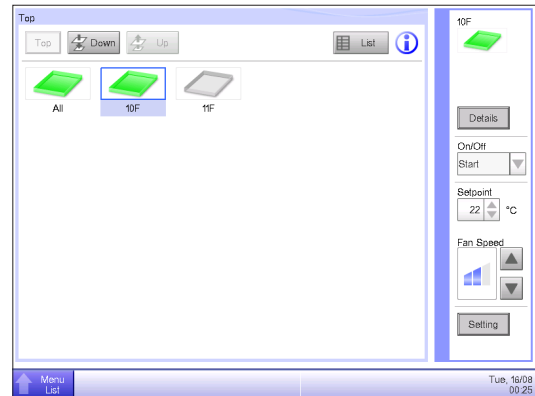 Top
Top
Down
Up
List
All
10F
11F
10F
Details
On/Off
Start
Setpoint
22 °C
Fan Speed
Setting
Menu
List
Tue, 16/08
00:25